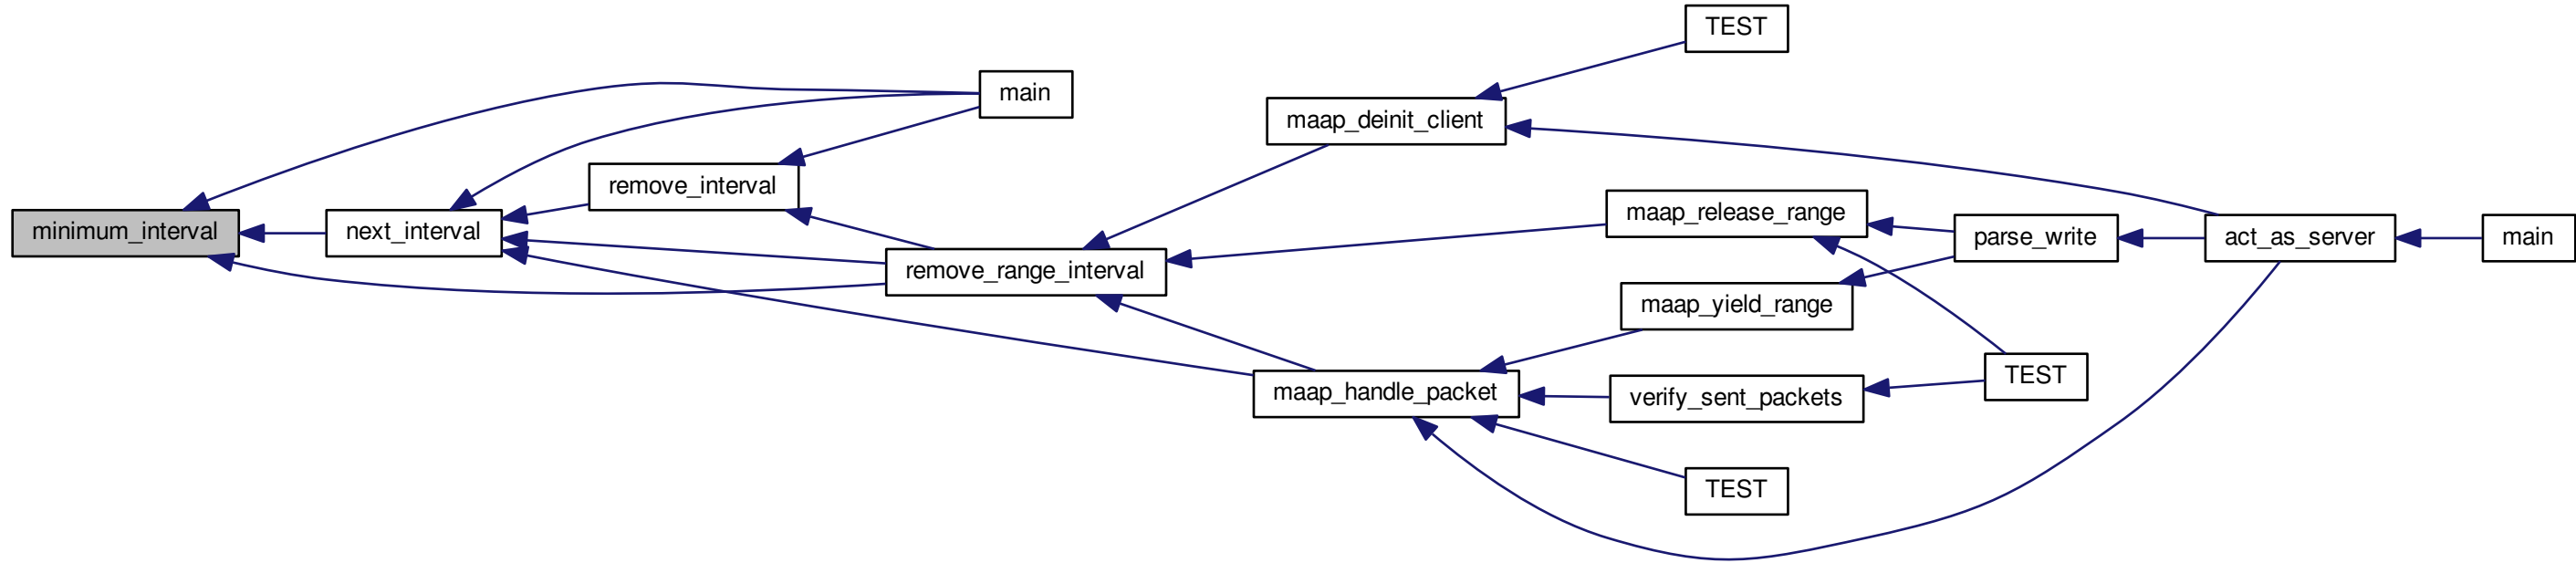 TEST
main
maap_deinit_client
remove_interval
maap_release_range
minimum_interval
next_interval
parse_write
act_as_server
main
remove_range_interval
maap_yield_range
TEST
maap_handle_packet
verify_sent_packets
TEST